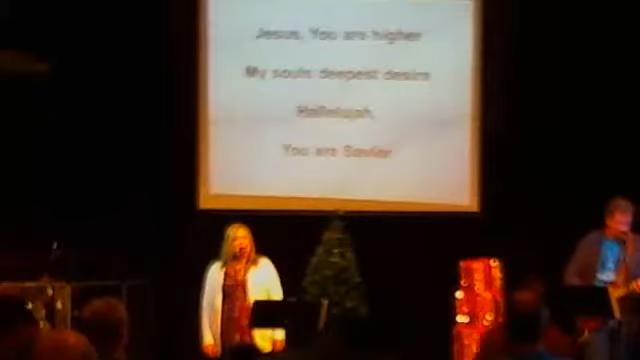 Jesus, You are higher
My souls deepest desire
Hallelujah,
You are Savior